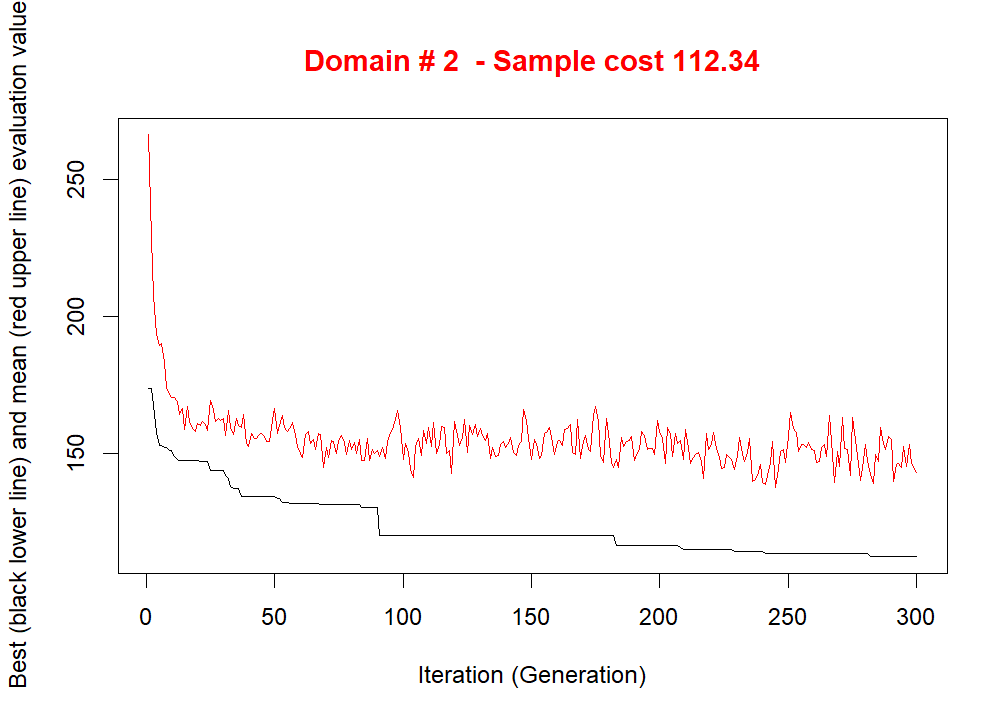 Domain # 2  - Sample cost 112.34
Best (black lower line) and mean (red upper line) evaluation value
250
200
150
0 50 100 150 200 250 300
Iteration (Generation)